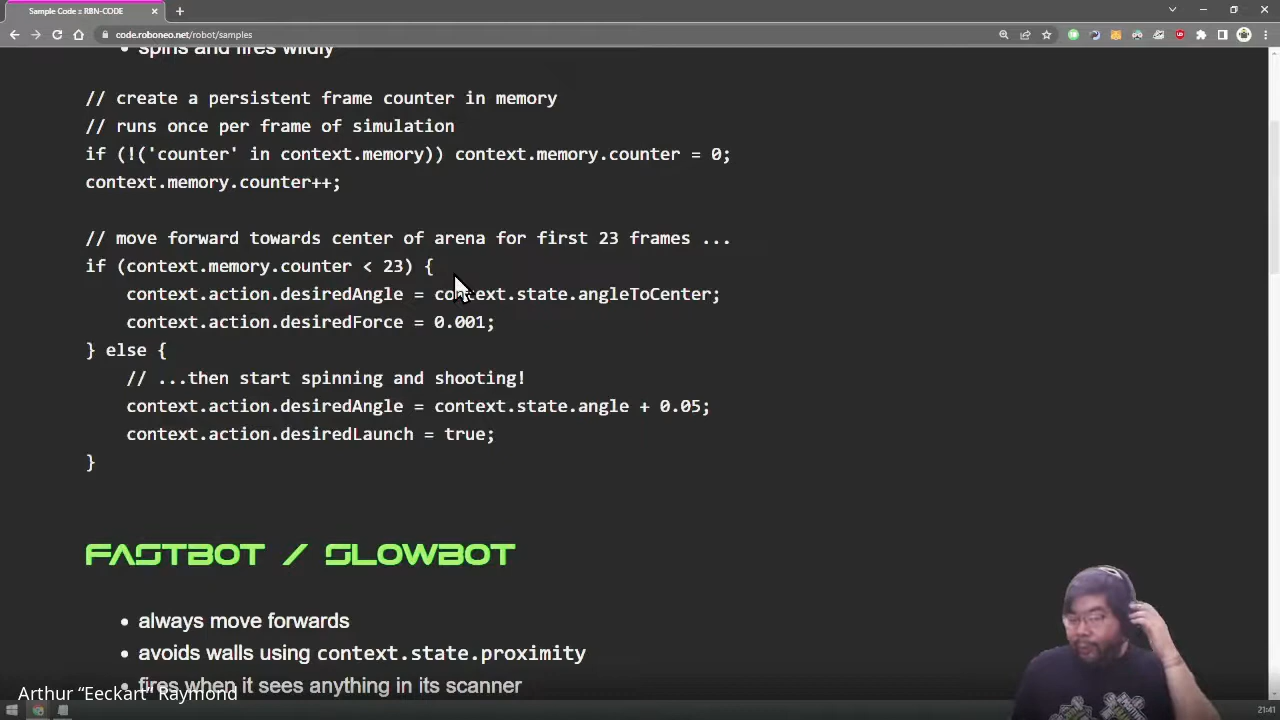 Sample Code :: RBN-CODE
code.roboneo.net/robot/samples
spins and fires wildly
// create a persistent frame counter in memory
// runs once per frame of simulation
if (!('counter' in context.memory)) context.memory.counter = 0;
context.memory.counter++;
// move forward towards center of arena for first 23 frames ...
if (context.memory.counter < 23) {
context.action.desiredAngle = context.state.angleToCenter;
context.action.desiredForce = 0.001;
} else {
// ...then start spinning and shooting!
context.action.desiredAngle = context.state.angle + 0.05;
context.action.desiredLaunch = true;
}
FASTBOT / SLOWBOT
always move forwards
avoids walls using context.state.proximity
fires when it sees anything in its scanner
Arthur “Eeckart” Raymond
21:41